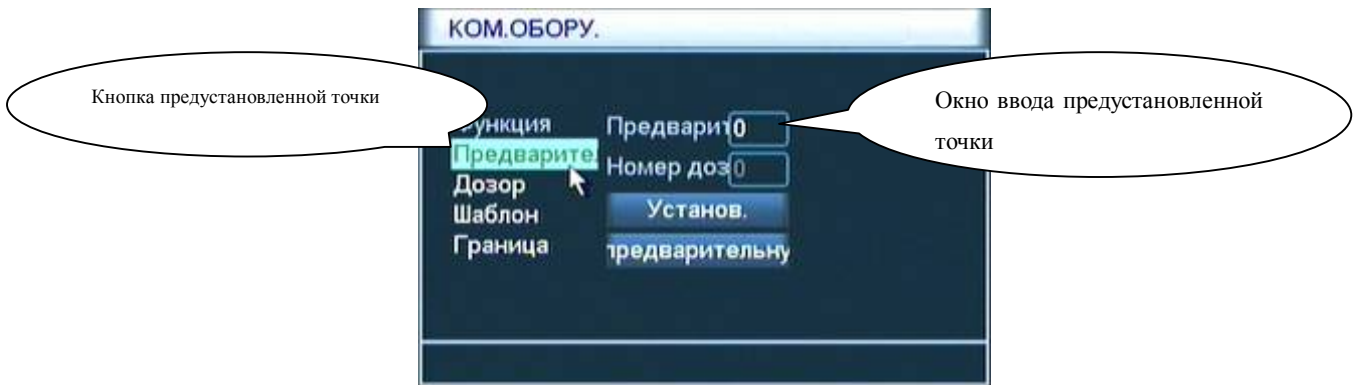 КОМ.ОБОРУ.
Кнопка предустановленной точки
Окно ввода предустановленной
точки
Функция
Предварит 0
Предварите.
Номер доз 0
Дозор
Шаблон
Установ.
Граница
предварительну